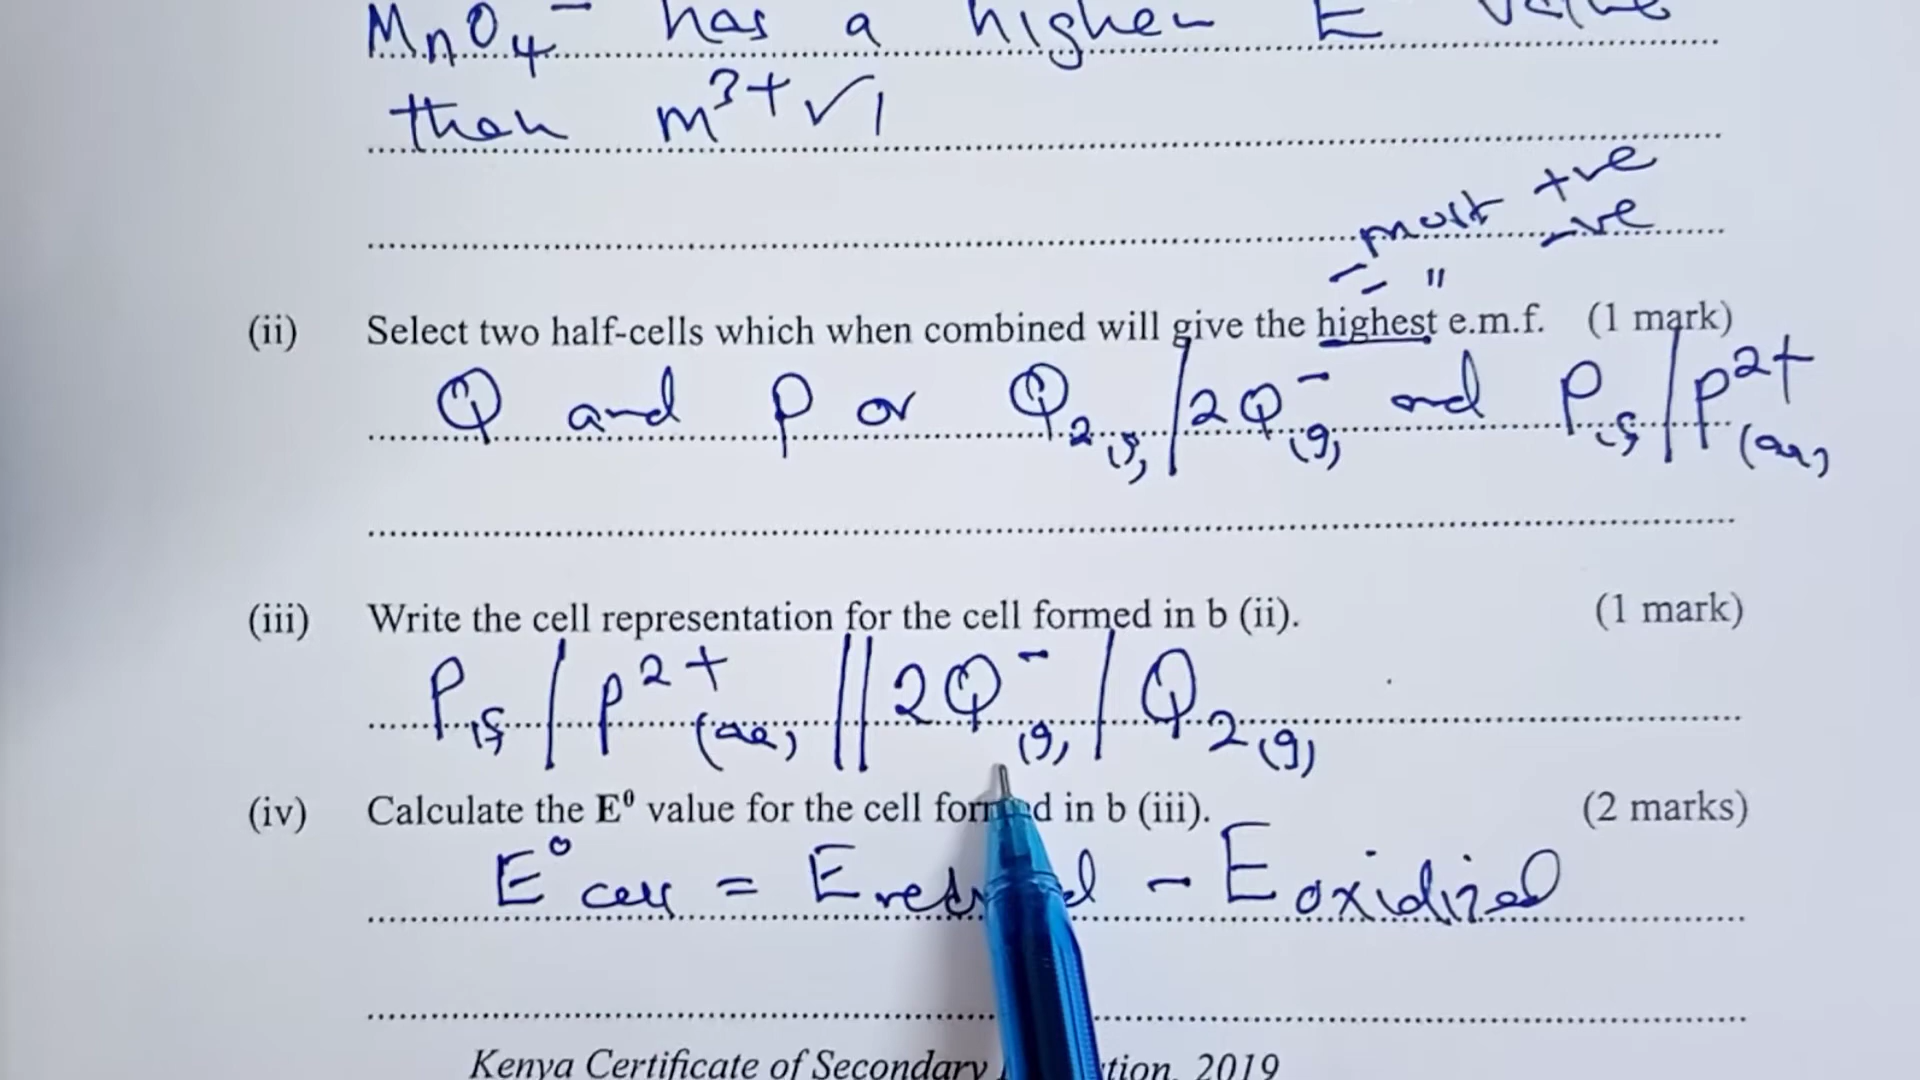 MnO₄⁻ has a higher E value
than m³⁺ ✓1
- most +ve
- " -ve
(ii) Select two half-cells which when combined will give the highest e.m.f. (1 mark)
Q and P or Q₂(g)/2Q⁻(g) and P(s)/P²⁺(aq)
(iii) Write the cell representation for the cell formed in b (ii). (1 mark)
P(s)/P²⁺(aq)//2Q⁻(g)/Q₂(g)
(iv) Calculate the E⁰ value for the cell formed in b (iii). (2 marks)
E° cell = E reduced - E oxidized
Kenya Certificate of Secondary 2019